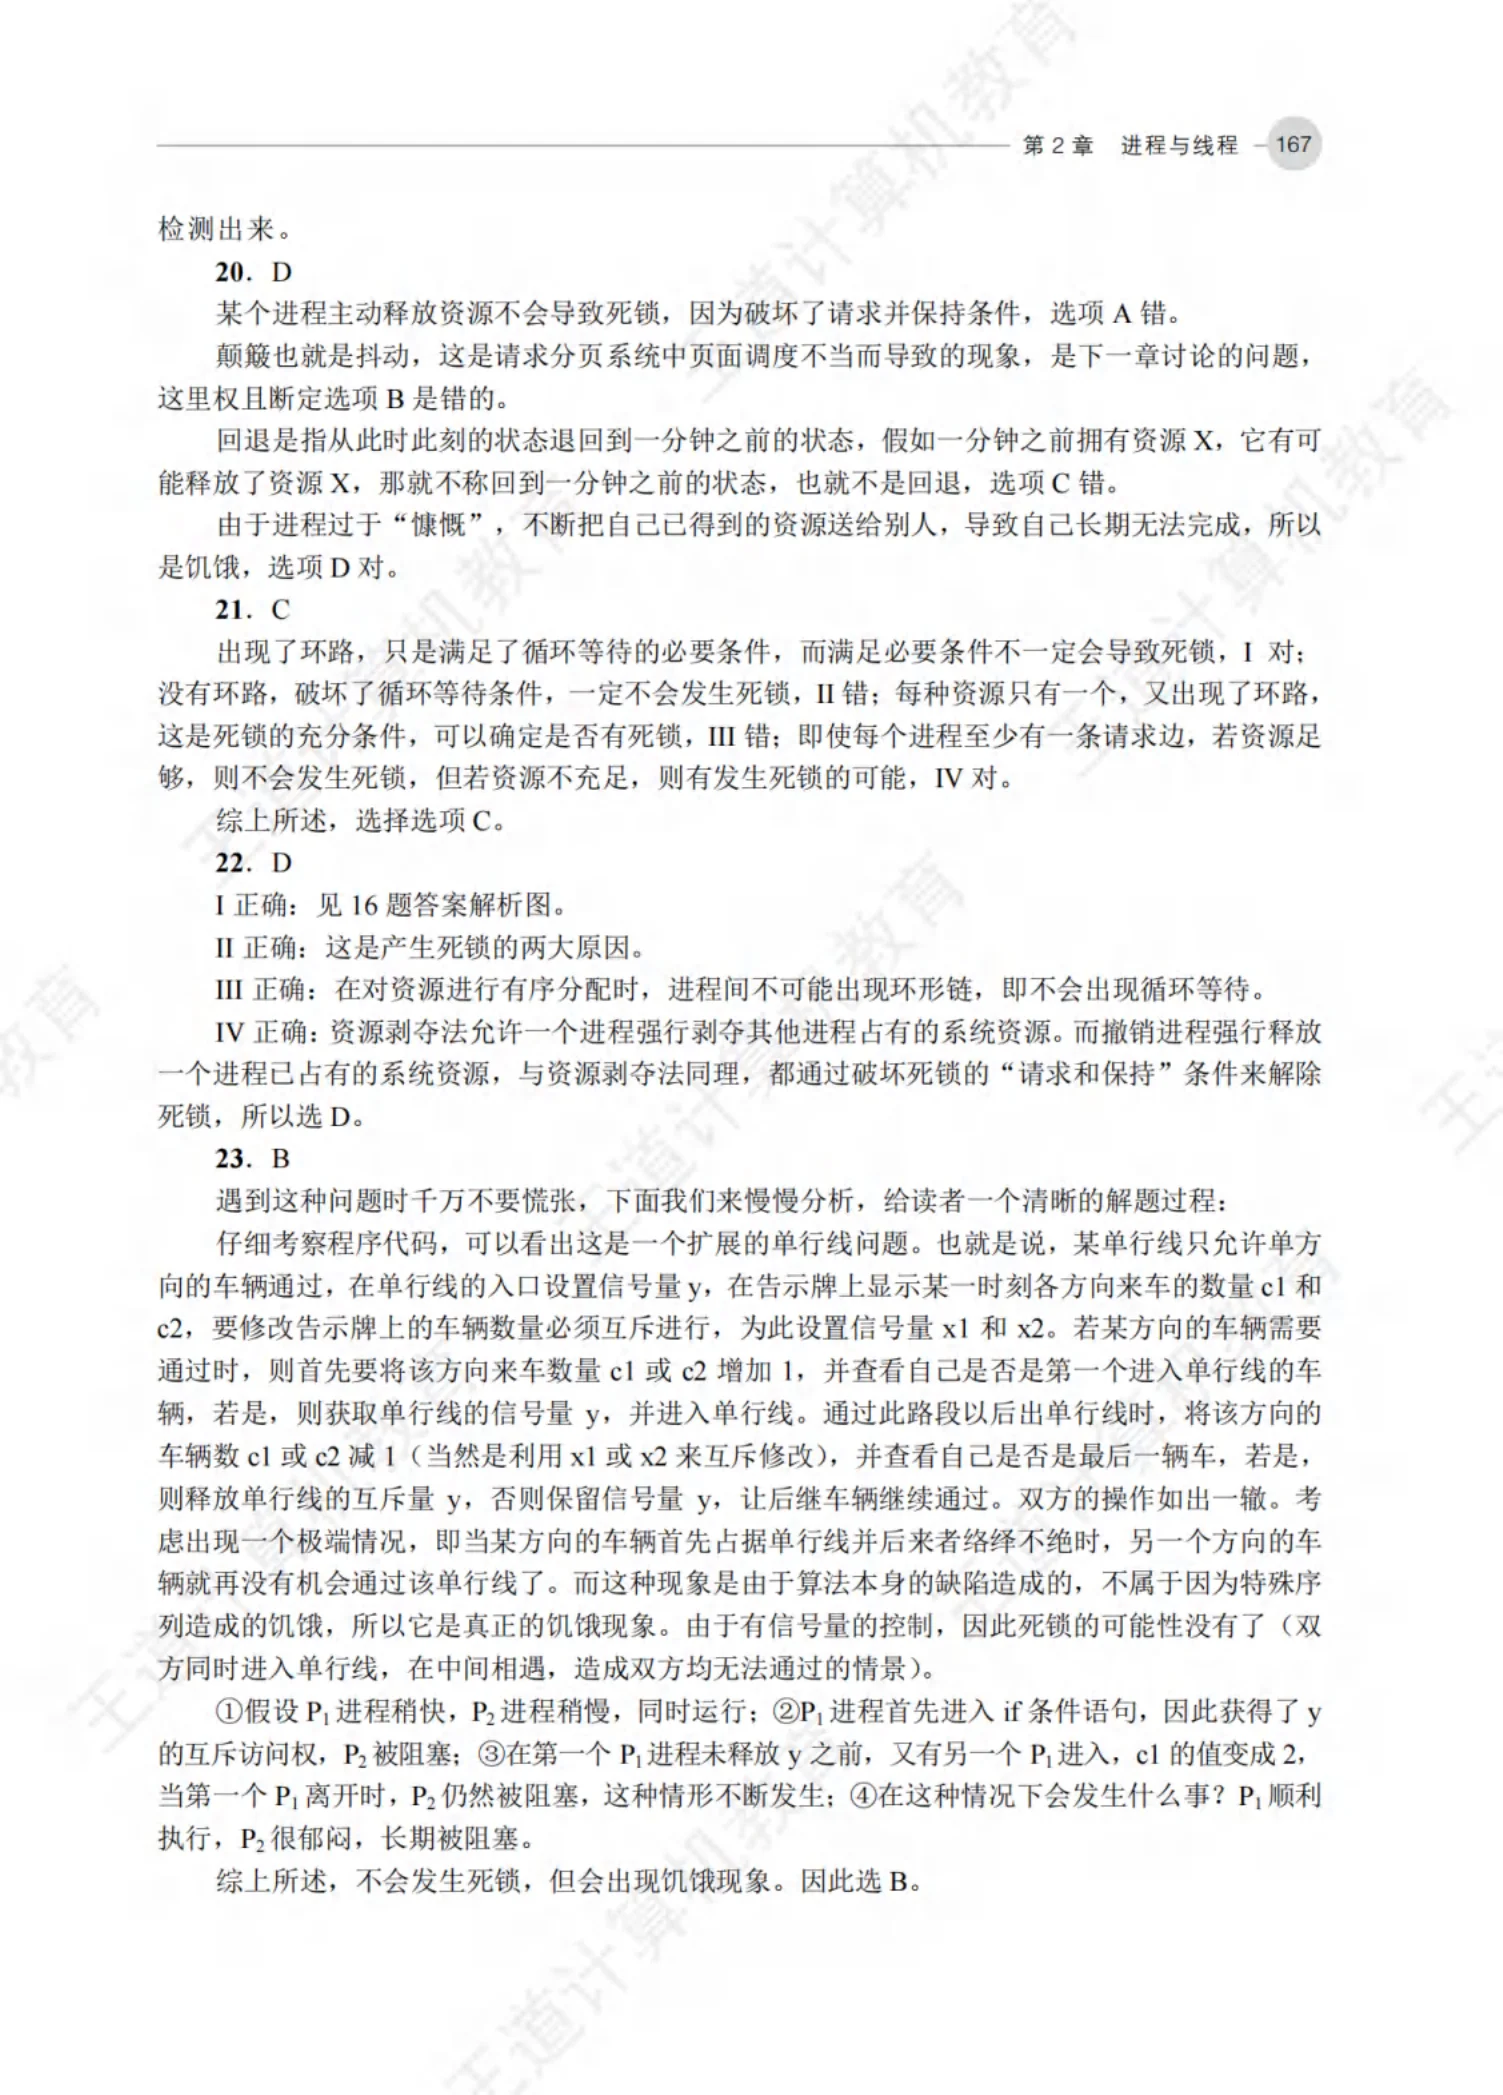 第 2 章 进程与线程 167
检测出来。
20．D
某个进程主动释放资源不会导致死锁，因为破坏了请求并保持条件，选项 A 错。
颠簸也就是抖动，这是请求分页系统中页面调度不当而导致的现象，是下一章讨论的问题，
这里权且断定选项 B 是错的。
回退是指从此时此刻的状态退回到一分钟之前的状态，假如一分钟之前拥有资源 X，它有可
能释放了资源 X，那就不称回到一分钟之前的状态，也就不是回退，选项 C 错。
由于进程过于“慷慨”，不断把自己已得到的资源送给别人，导致自己长期无法完成，所以
是饥饿，选项 D 对。
21．C
出现了环路，只是满足了循环等待的必要条件，而满足必要条件不一定会导致死锁，I 对；
没有环路，破坏了循环等待条件，一定不会发生死锁，II 错；每种资源只有一个，又出现了环路，
这是死锁的充分条件，可以确定是否有死锁，III 错；即使每个进程至少有一条请求边，若资源足
够，则不会发生死锁，但若资源不充足，则有发生死锁的可能，IV 对。
综上所述，选择选项 C。
22．D
I 正确：见 16 题答案解析图。
II 正确：这是产生死锁的两大原因。
III 正确：在对资源进行有序分配时，进程间不可能出现环形链，即不会出现循环等待。
IV 正确：资源剥夺法允许一个进程强行剥夺其他进程占有的系统资源。而撤销进程强行释放
一个进程已占有的系统资源，与资源剥夺法同理，都通过破坏死锁的“请求和保持”条件来解除
死锁，所以选 D。
23．B
遇到这种问题时千万不要慌张，下面我们来慢慢分析，给读者一个清晰的解题过程：
仔细考察程序代码，可以看出这是一个扩展的单行线问题。也就是说，某单行线只允许单方
向的车辆通过，在单行线的入口设置信号量 y，在告示牌上显示某一时刻各方向来车的数量 c1 和
c2，要修改告示牌上的车辆数量必须互斥进行，为此设置信号量 x1 和 x2。若某方向的车辆需要
通过时，则首先要将该方向来车数量 c1 或 c2 增加 1，并查看自己是否是第一个进入单行线的车
辆，若是，则获取单行线的信号量 y，并进入单行线。通过此路段以后出单行线时，将该方向的
车辆数 c1 或 c2 减 1（当然是利用 x1 或 x2 来互斥修改），并查看自己是否是最后一辆车，若是，
则释放单行线的互斥量 y，否则保留信号量 y，让后继车辆继续通过。双方的操作如出一辙。考
虑出现一个极端情况，即当某方向的车辆首先占据单行线并后来者络绎不绝时，另一个方向的车
辆就再没有机会通过该单行线了。而这种现象是由于算法本身的缺陷造成的，不属于因为特殊序
列造成的饥饿，所以它是真正的饥饿现象。由于有信号量的控制，因此死锁的可能性没有了（双
方同时进入单行线，在中间相遇，造成双方均无法通过的情景）。
①假设 P₁ 进程稍快，P₂ 进程稍慢，同时运行；②P₁ 进程首先进入 if 条件语句，因此获得了 y
的互斥访问权，P₂ 被阻塞；③在第一个 P₁ 进程未释放 y 之前，又有另一个 P₁ 进入，c1 的值变成 2，
当第一个 P₁ 离开时，P₂ 仍然被阻塞，这种情形不断发生；④在这种情况下会发生什么事？P₁ 顺利
执行，P₂ 很郁闷，长期被阻塞。
综上所述，不会发生死锁，但会出现饥饿现象。因此选 B。